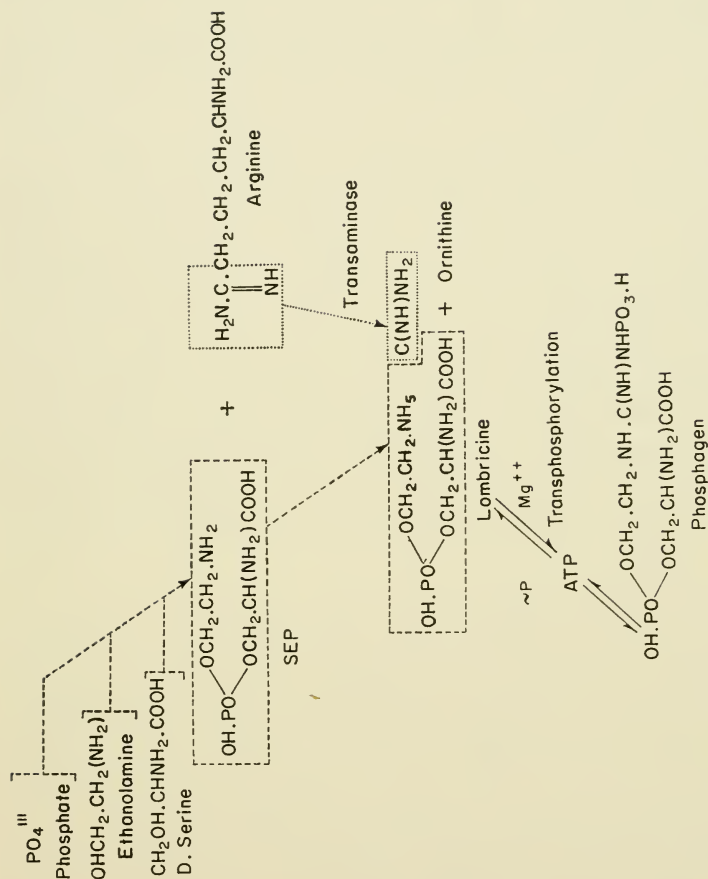 PO₄ᴵᴵᴵ
Phosphate
OHCH₂.CH₂(NH₂)
Ethanolamine
CH₂OH.CHNH₂.COOH
D. Serine
OCH₂.CH₂.NH₂
OH.PO
OCH₂.CH(NH₂)COOH
SEP
+
H₂N.C.CH₂.CH₂.CH₂.CHNH₂.COOH
NH
Arginine
Transaminase
OCH₂.CH₂.NH₅ C(NH)NH₂
OH.PO
OCH₂.CH(NH₂)COOH + Ornithine
Lombricine
Mg⁺⁺
~P
Transphosphorylation
ATP
OCH₂.CH₂.NH.C(NH)NHPO₃.H
OH.PO
OCH₂.CH(NH₂)COOH
Phosphagen